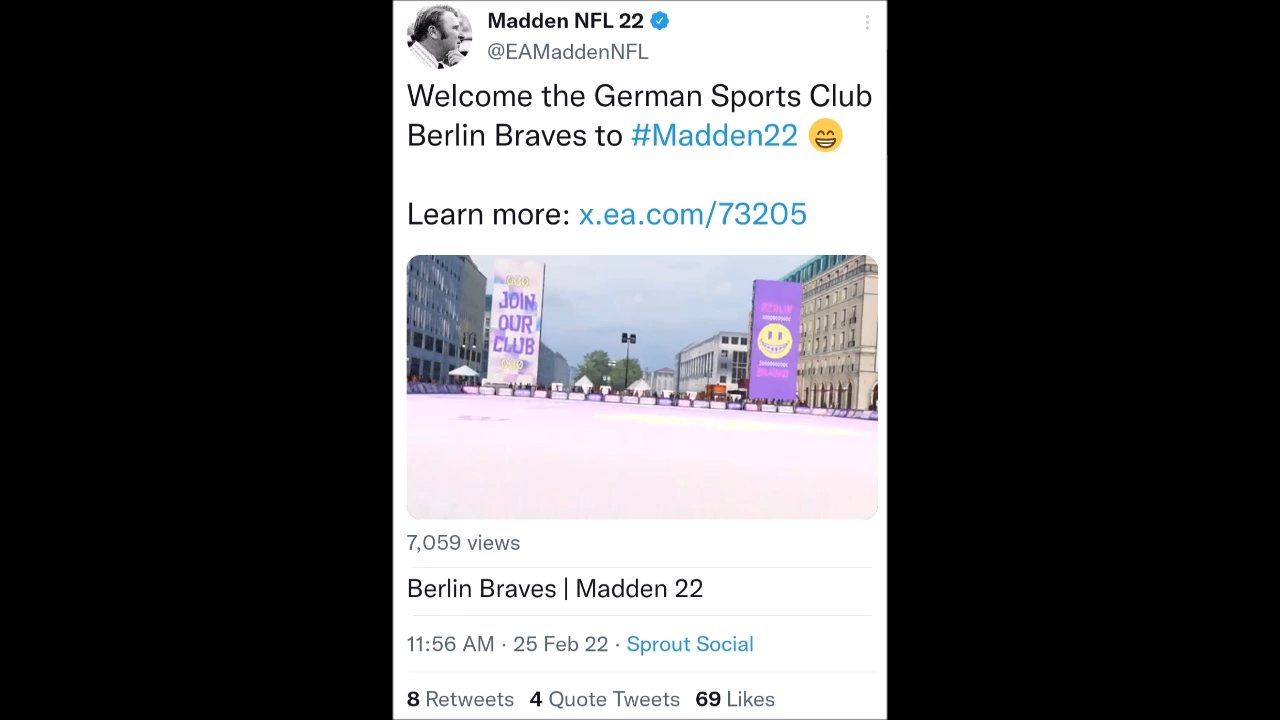 Madden NFL 22
@EAMaddenNFL
Welcome the German Sports Club
Berlin Braves to #Madden22 😁
Learn more: x.ea.com/73205
JOIN
OUR
CLUB
BERLIN
BRAVES
7,059 views
Berlin Braves | Madden 22
11:56 AM · 25 Feb 22 · Sprout Social
8 Retweets 4 Quote Tweets 69 Likes